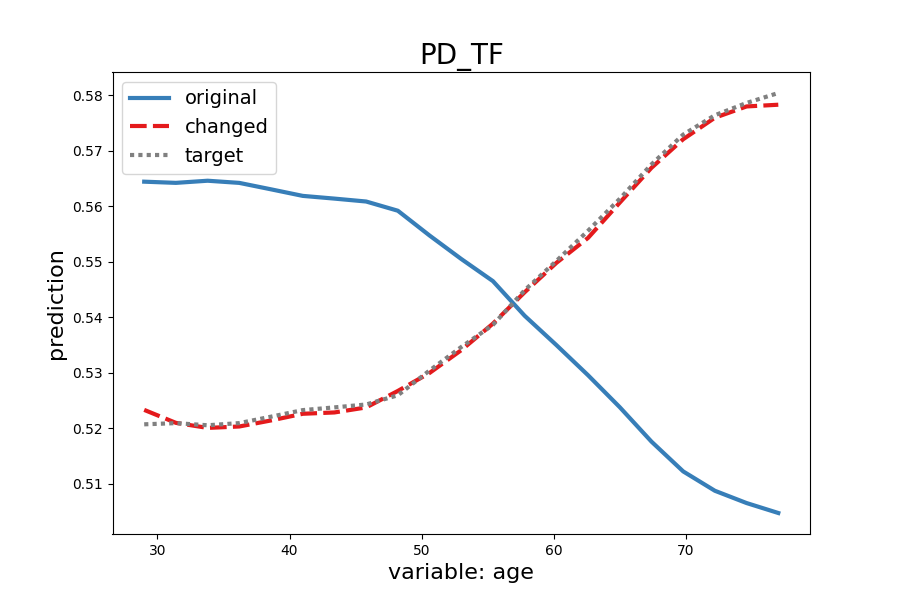 PD_TF
original
changed
target
0.58
0.57
0.56
0.55
0.54
0.53
0.52
0.51
prediction
30 40 50 60 70
variable: age